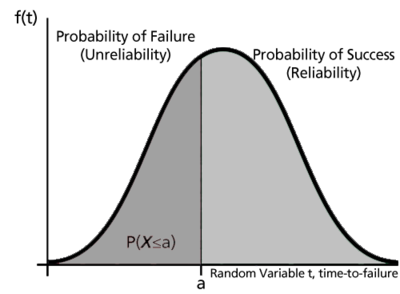 f(t)
Probability of Failure
(Unreliability)
Probability of Success
(Reliability)
P(X≤a)
Random Variable t, time-to-failure
a